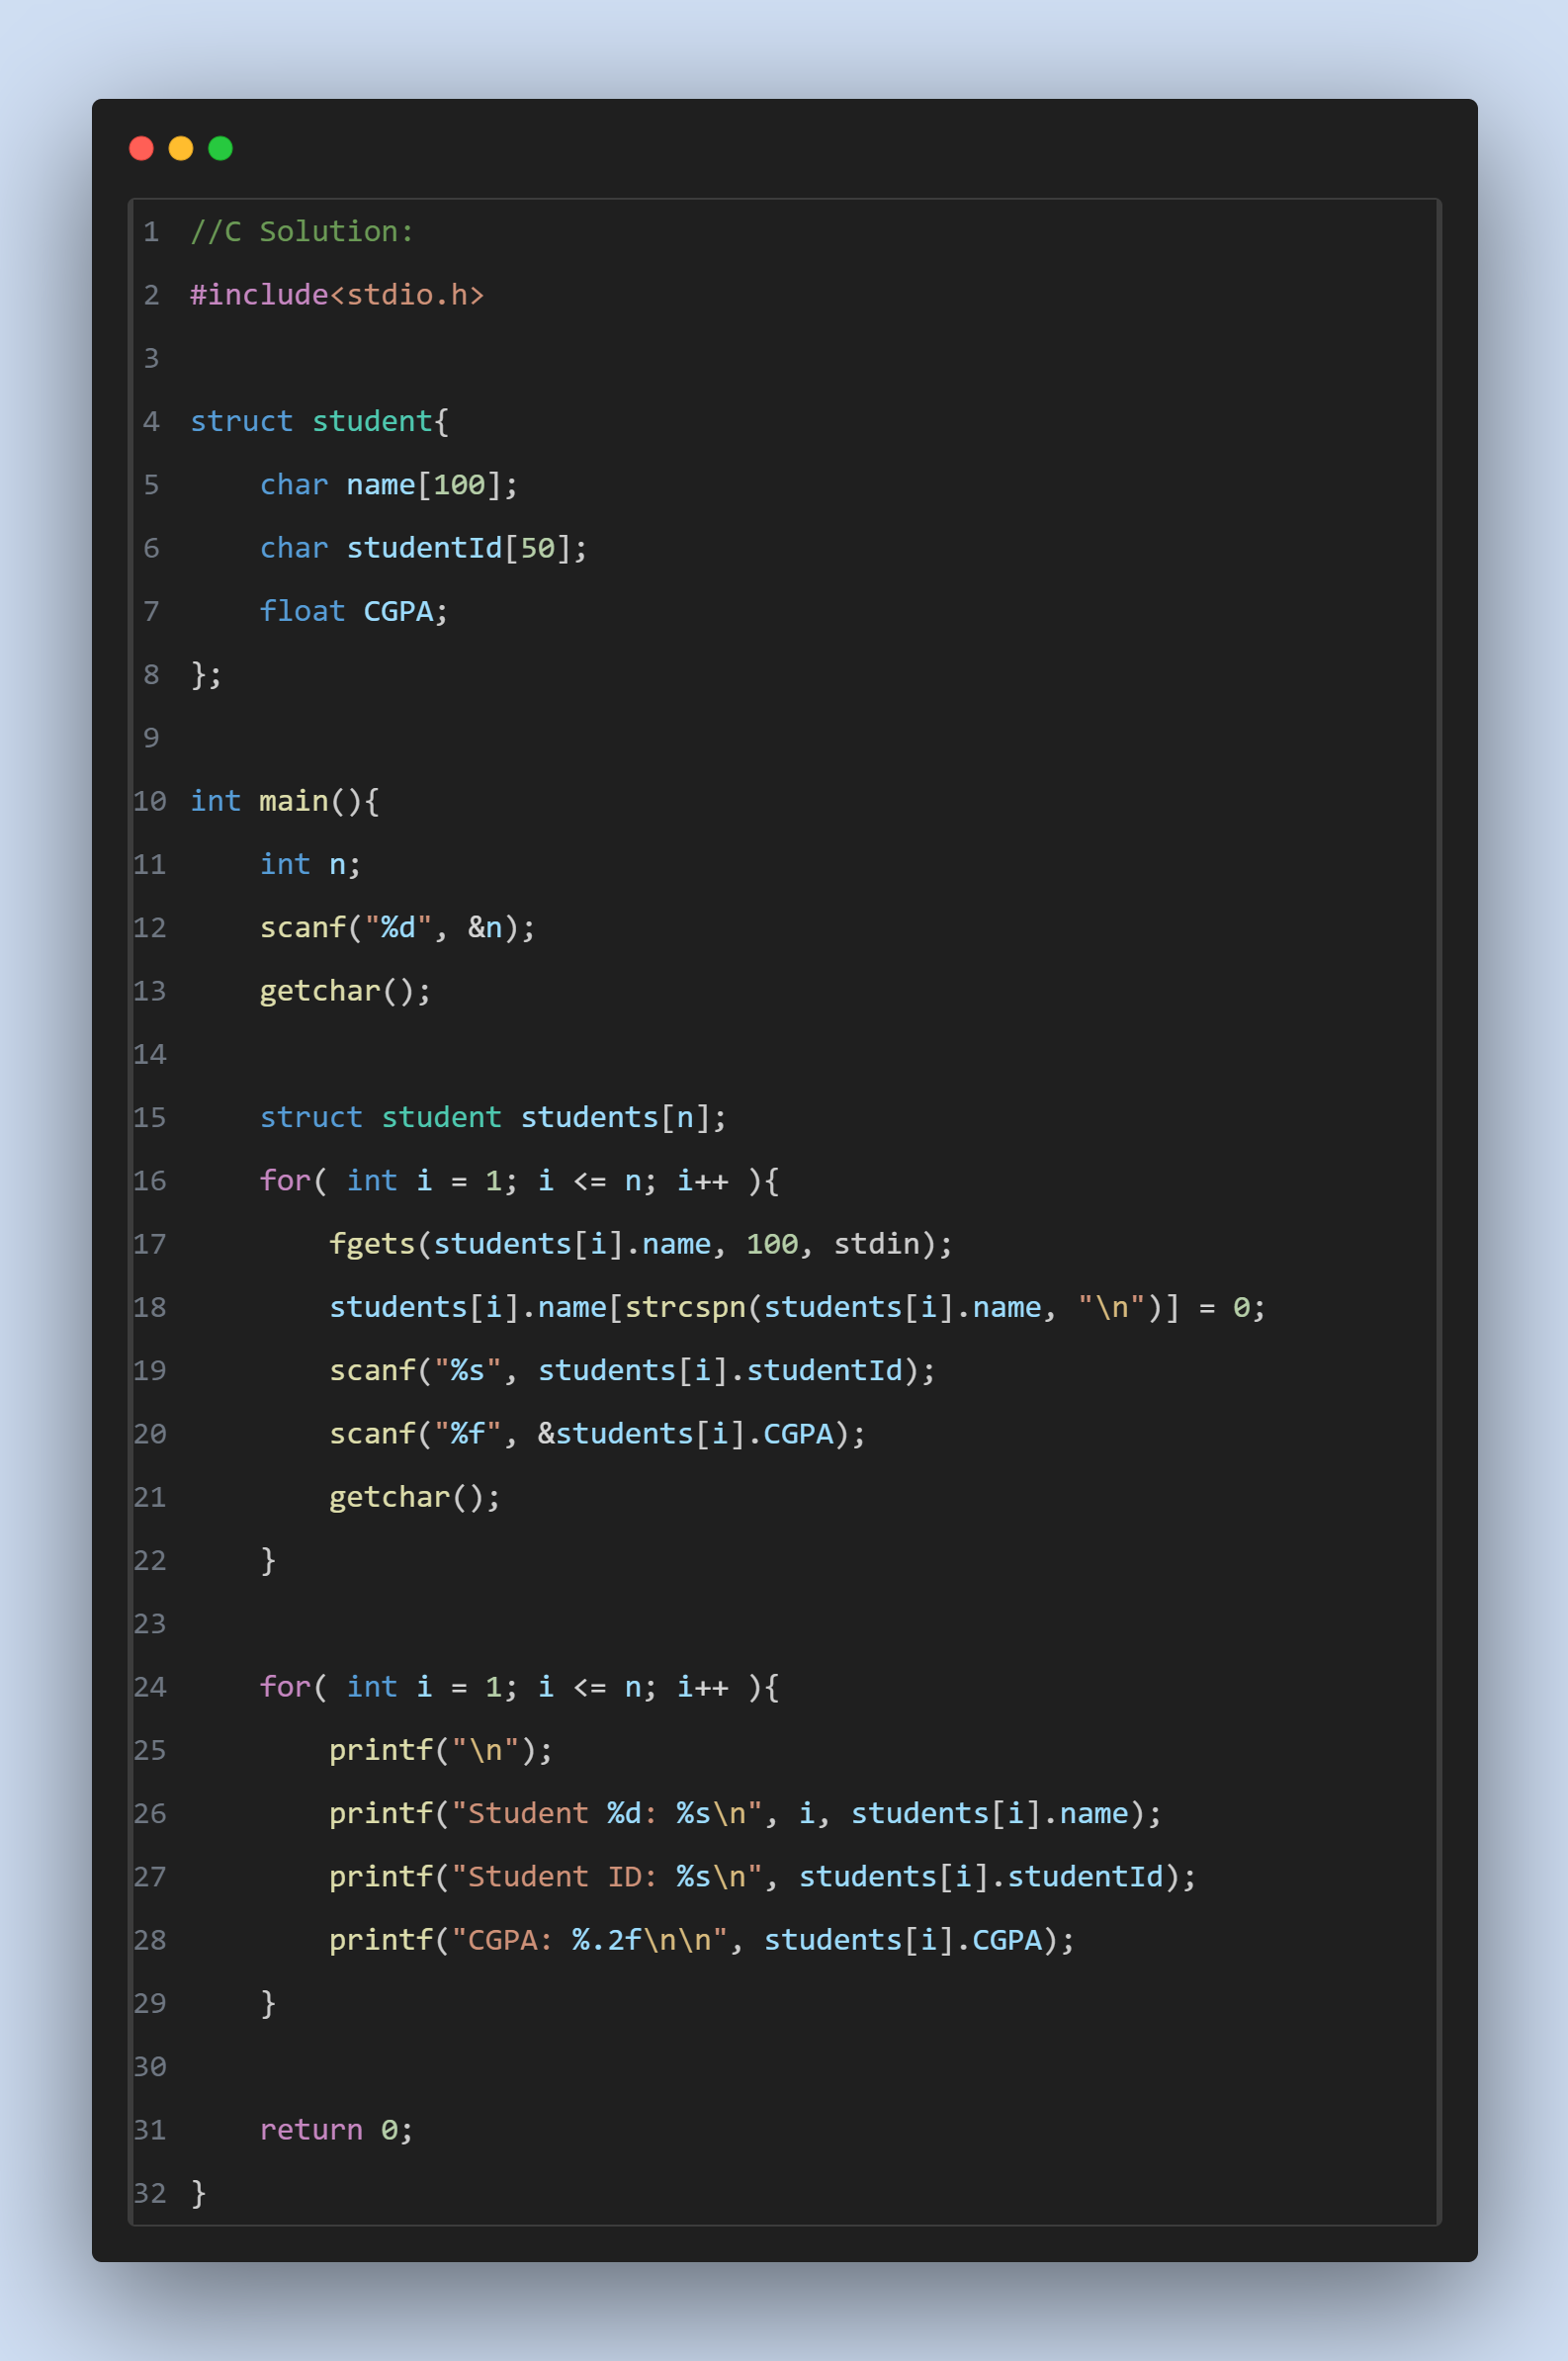 1 //C Solution:
2 #include<stdio.h>
3
4 struct student{
5     char name[100];
6     char studentId[50];
7     float CGPA;
8 };
9
10 int main(){
11     int n;
12     scanf("%d", &n);
13     getchar();
14
15     struct student students[n];
16     for( int i = 1; i <= n; i++ ){
17         fgets(students[i].name, 100, stdin);
18         students[i].name[strcspn(students[i].name, "\n")] = 0;
19         scanf("%s", students[i].studentId);
20         scanf("%f", &students[i].CGPA);
21         getchar();
22     }
23
24     for( int i = 1; i <= n; i++ ){
25         printf("\n");
26         printf("Student %d: %s\n", i, students[i].name);
27         printf("Student ID: %s\n", students[i].studentId);
28         printf("CGPA: %.2f\n\n", students[i].CGPA);
29     }
30
31     return 0;
32 }